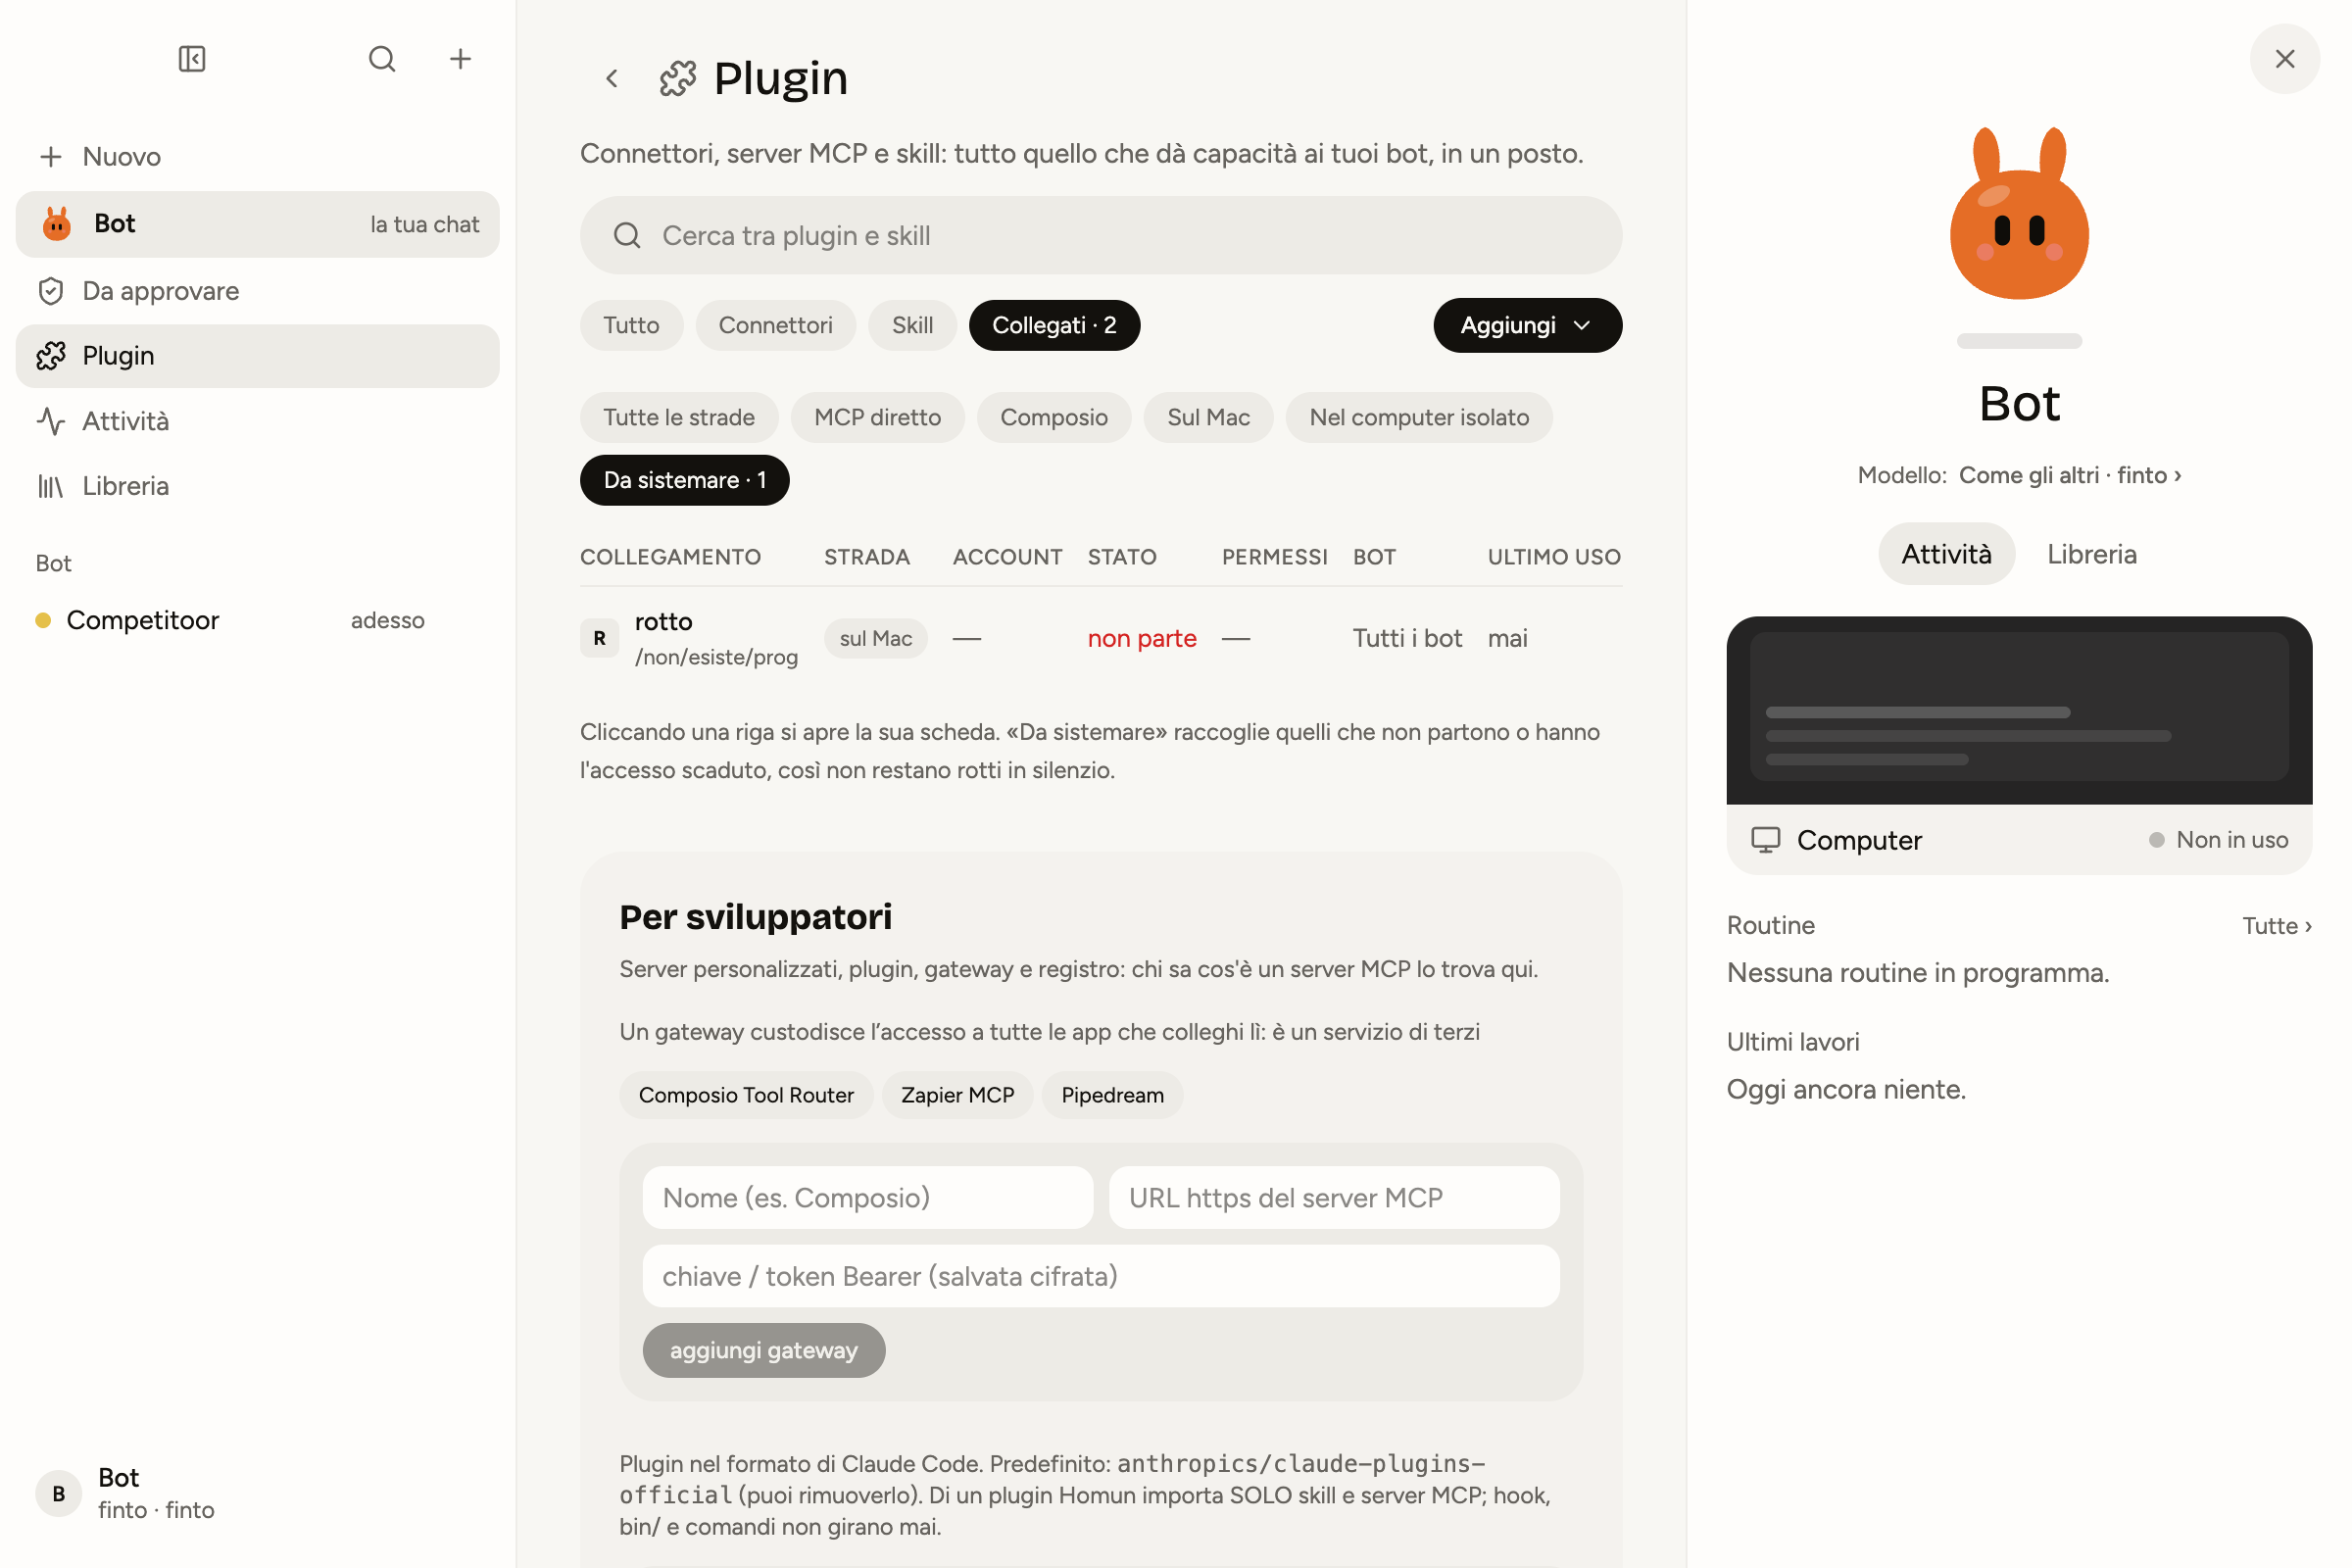 Nuovo
Bot
la tua chat
Da approvare
Plugin
Attività
Libreria
Bot
Competitoor
adesso
B
Bot
finto · finto
Plugin
Connettori, server MCP e skill: tutto quello che dà capacità ai tuoi bot, in un posto.
Cerca tra plugin e skill
Tutto
Connettori
Skill
Collegati · 2
Aggiungi
Tutte le strade
MCP diretto
Composio
Sul Mac
Nel computer isolato
Da sistemare · 1
COLLEGAMENTO STRADA ACCOUNT STATO PERMESSI BOT ULTIMO USO
R
rotto
/non/esiste/prog
sul Mac — non parte — Tutti i bot mai
Cliccando una riga si apre la sua scheda. «Da sistemare» raccoglie quelli che non partono o hanno
l'accesso scaduto, così non restano rotti in silenzio.
Per sviluppatori
Server personalizzati, plugin, gateway e registro: chi sa cos'è un server MCP lo trova qui.
Un gateway custodisce l’accesso a tutte le app che colleghi lì: è un servizio di terzi
Composio Tool Router
Zapier MCP
Pipedream
Nome (es. Composio)
URL https del server MCP
chiave / token Bearer (salvata cifrata)
aggiungi gateway
Plugin nel formato di Claude Code. Predefinito: anthropics/claude-plugins-
official (puoi rimuoverlo). Di un plugin Homun importa SOLO skill e server MCP; hook,
bin/ e comandi non girano mai.
Bot
Modello: Come gli altri · finto ›
Attività
Libreria
Computer
Non in uso
Routine
Tutte ›
Nessuna routine in programma.
Ultimi lavori
Oggi ancora niente.